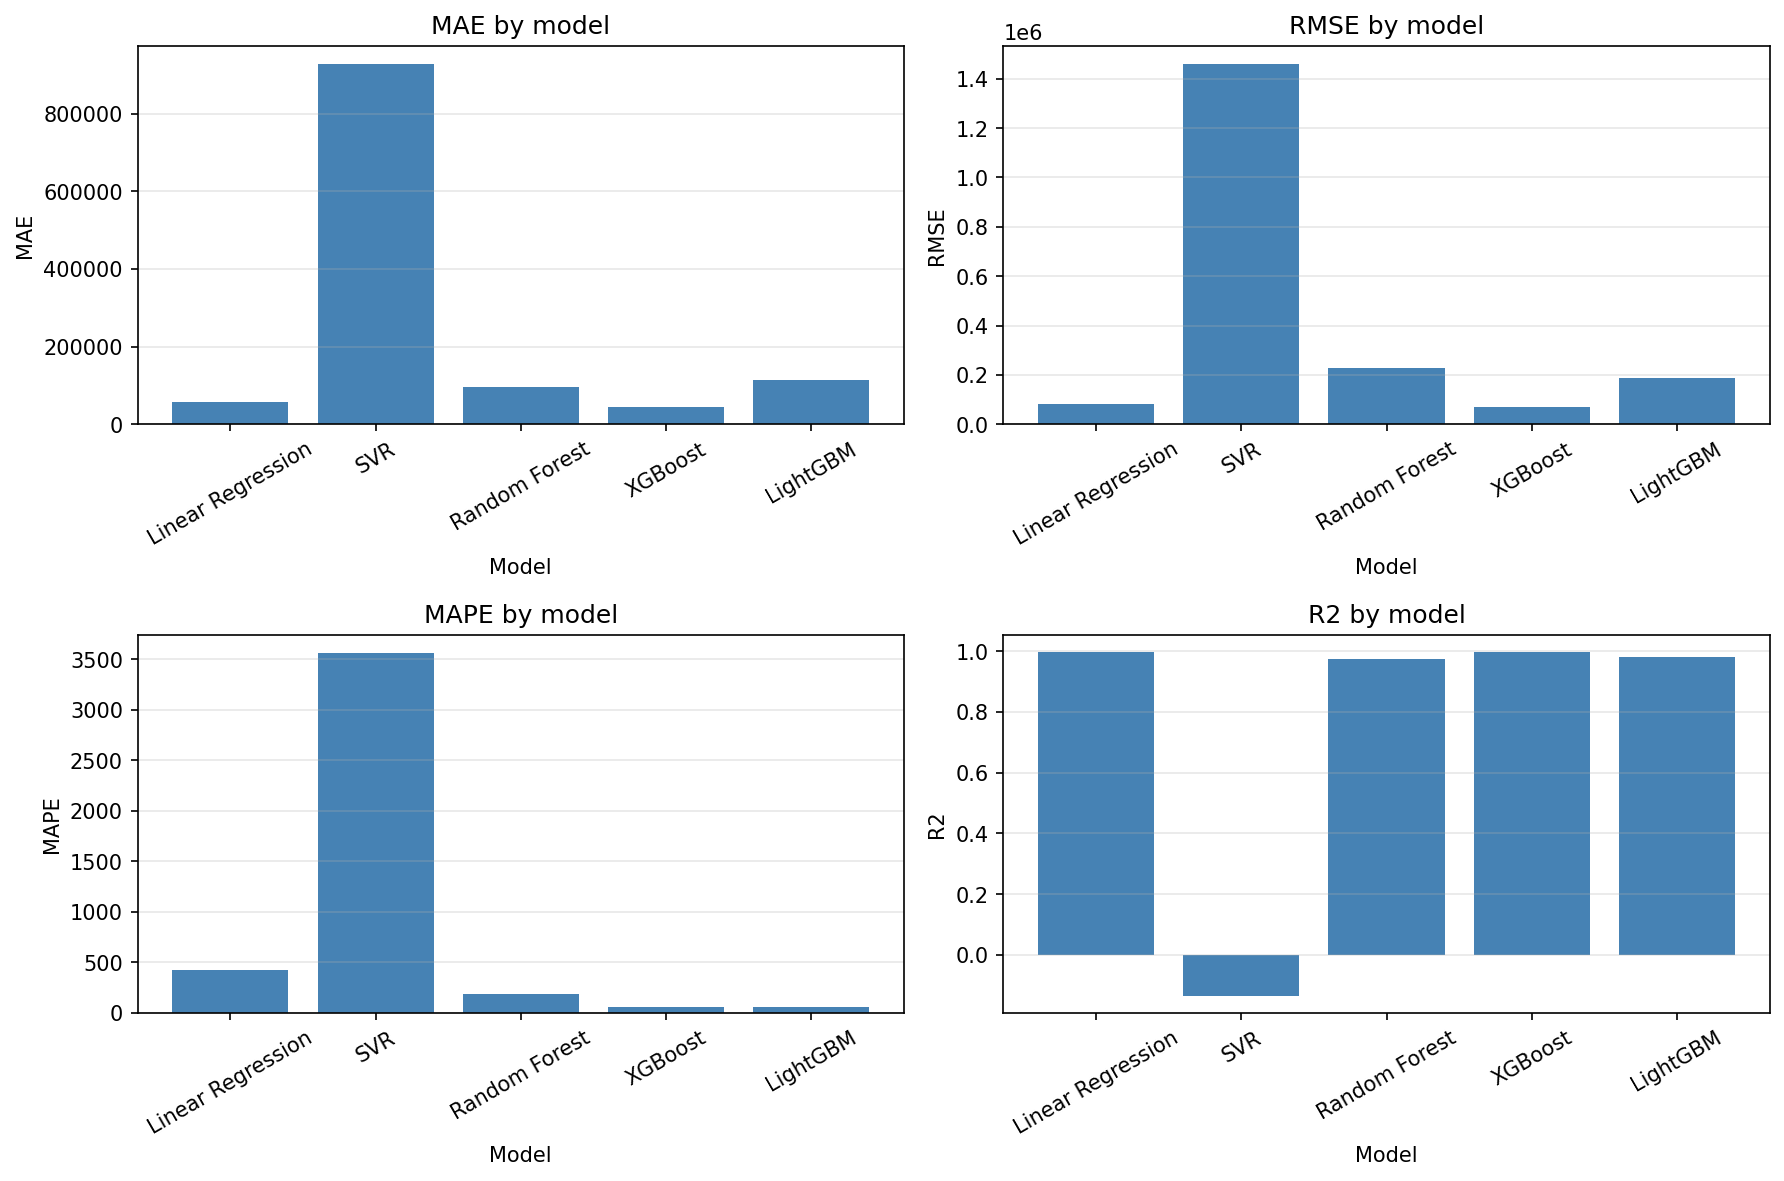 MAE by model
800000
600000
400000
200000
0
MAE
Linear Regression
SVR
Random Forest
XGBoost
LightGBM
Model
RMSE by model
1e6
1.4
1.2
1.0
0.8
0.6
0.4
0.2
0.0
RMSE
Linear Regression
SVR
Random Forest
XGBoost
LightGBM
Model
MAPE by model
3500
3000
2500
2000
1500
1000
500
0
MAPE
Linear Regression
SVR
Random Forest
XGBoost
LightGBM
Model
R2 by model
1.0
0.8
0.6
0.4
0.2
0.0
R2
Linear Regression
SVR
Random Forest
XGBoost
LightGBM
Model